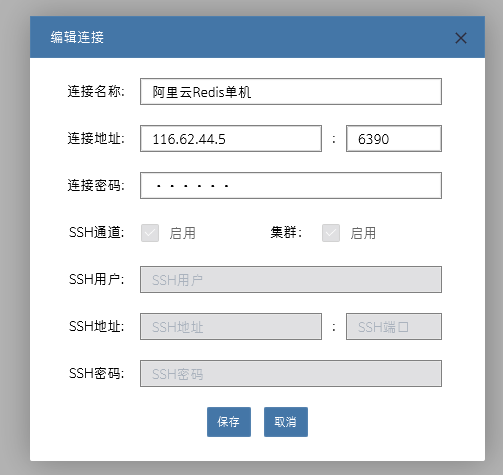 编辑连接
连接名称: 阿里云Redis单机
连接地址: 116.62.44.5 : 6390
连接密码: ······
SSH通道: 启用 集群: 启用
SSH用户: SSH用户
SSH地址: SSH地址 : SSH端口
SSH密码: SSH密码
保存 取消